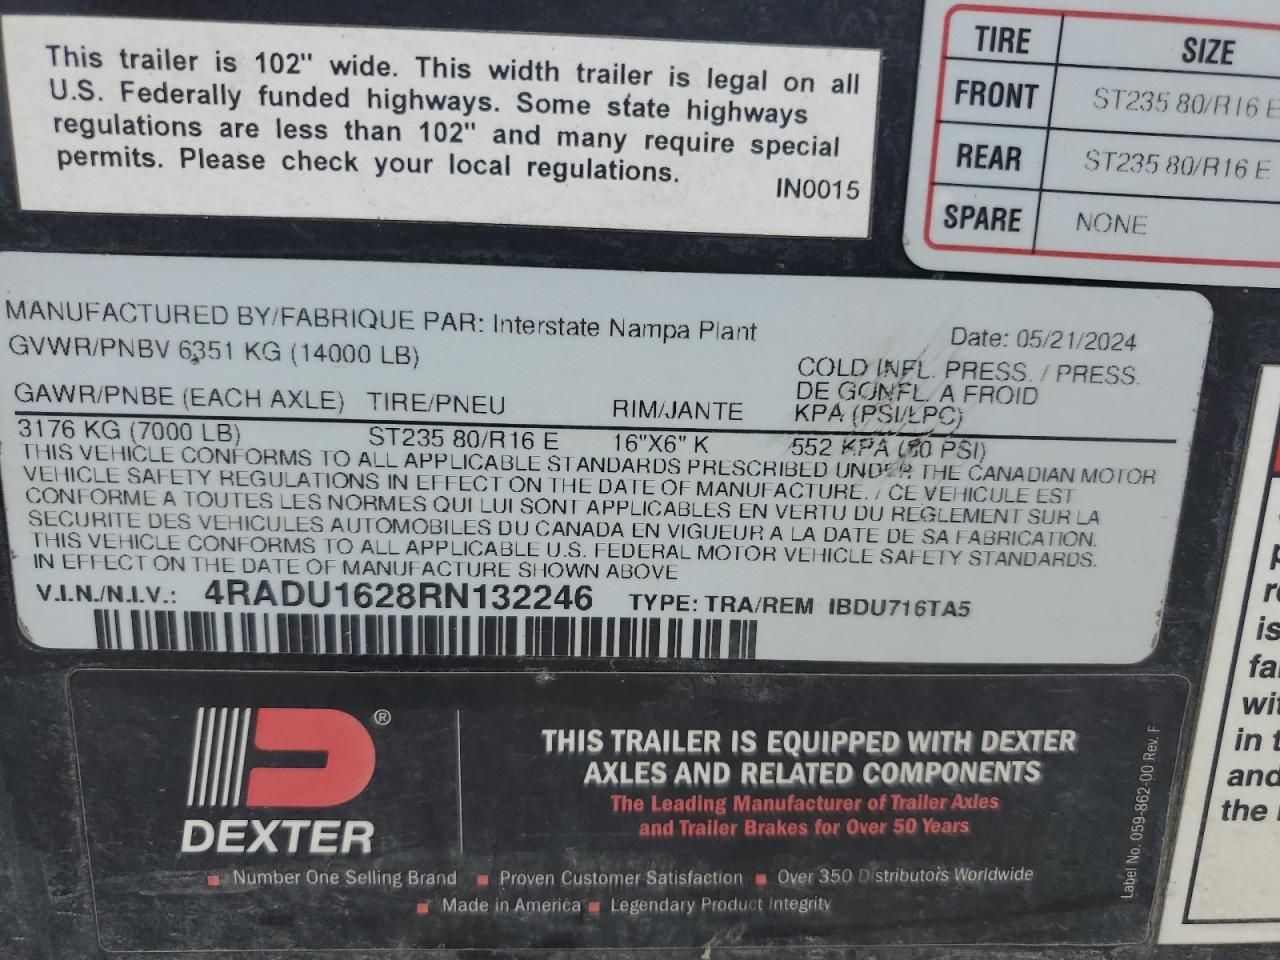 This trailer is 102" wide. This width trailer is legal on all
U.S. Federally funded highways. Some state highways
regulations are less than 102" and many require special
permits. Please check your local regulations.
IN0015
TIRE SIZE
FRONT ST235 80/R16 E
REAR ST235 80/R16 E
SPARE NONE
MANUFACTURED BY/FABRIQUE PAR: Interstate Nampa Plant
Date: 05/21/2024
GVWR/PNBV 6351 KG (14000 LB)
COLD INFL. PRESS. / PRESS.
DE GONFL. A FROID
GAWR/PNBE (EACH AXLE) TIRE/PNEU RIM/JANTE KPA (PSI/LPC)
3176 KG (7000 LB) ST235 80/R16 E 16"X6" K 552 KPA (80 PSI)
THIS VEHICLE CONFORMS TO ALL APPLICABLE STANDARDS PRESCRIBED UNDER THE CANADIAN MOTOR
VEHICLE SAFETY REGULATIONS IN EFFECT ON THE DATE OF MANUFACTURE. / CE VEHICULE EST
CONFORME A TOUTES LES NORMES QUI LUI SONT APPLICABLES EN VERTU DU REGLEMENT SUR LA
SECURITE DES VEHICULES AUTOMOBILES DU CANADA EN VIGUEUR A LA DATE DE SA FABRICATION.
THIS VEHICLE CONFORMS TO ALL APPLICABLE U.S. FEDERAL MOTOR VEHICLE SAFETY STANDARDS.
IN EFFECT ON THE DATE OF MANUFACTURE SHOWN ABOVE
V.I.N./N.I.V.: 4RADU1628RN132246 TYPE: TRA/REM IBDU716TA5
DEXTER ®
THIS TRAILER IS EQUIPPED WITH DEXTER
AXLES AND RELATED COMPONENTS
The Leading Manufacturer of Trailer Axles
and Trailer Brakes for Over 50 Years
Number One Selling Brand Proven Customer Satisfaction Over 350 Distributors Worldwide
Made in America Legendary Product Integrity
Label No. 059-862-00 Rev. F
is
fa
wit
in t
and
the